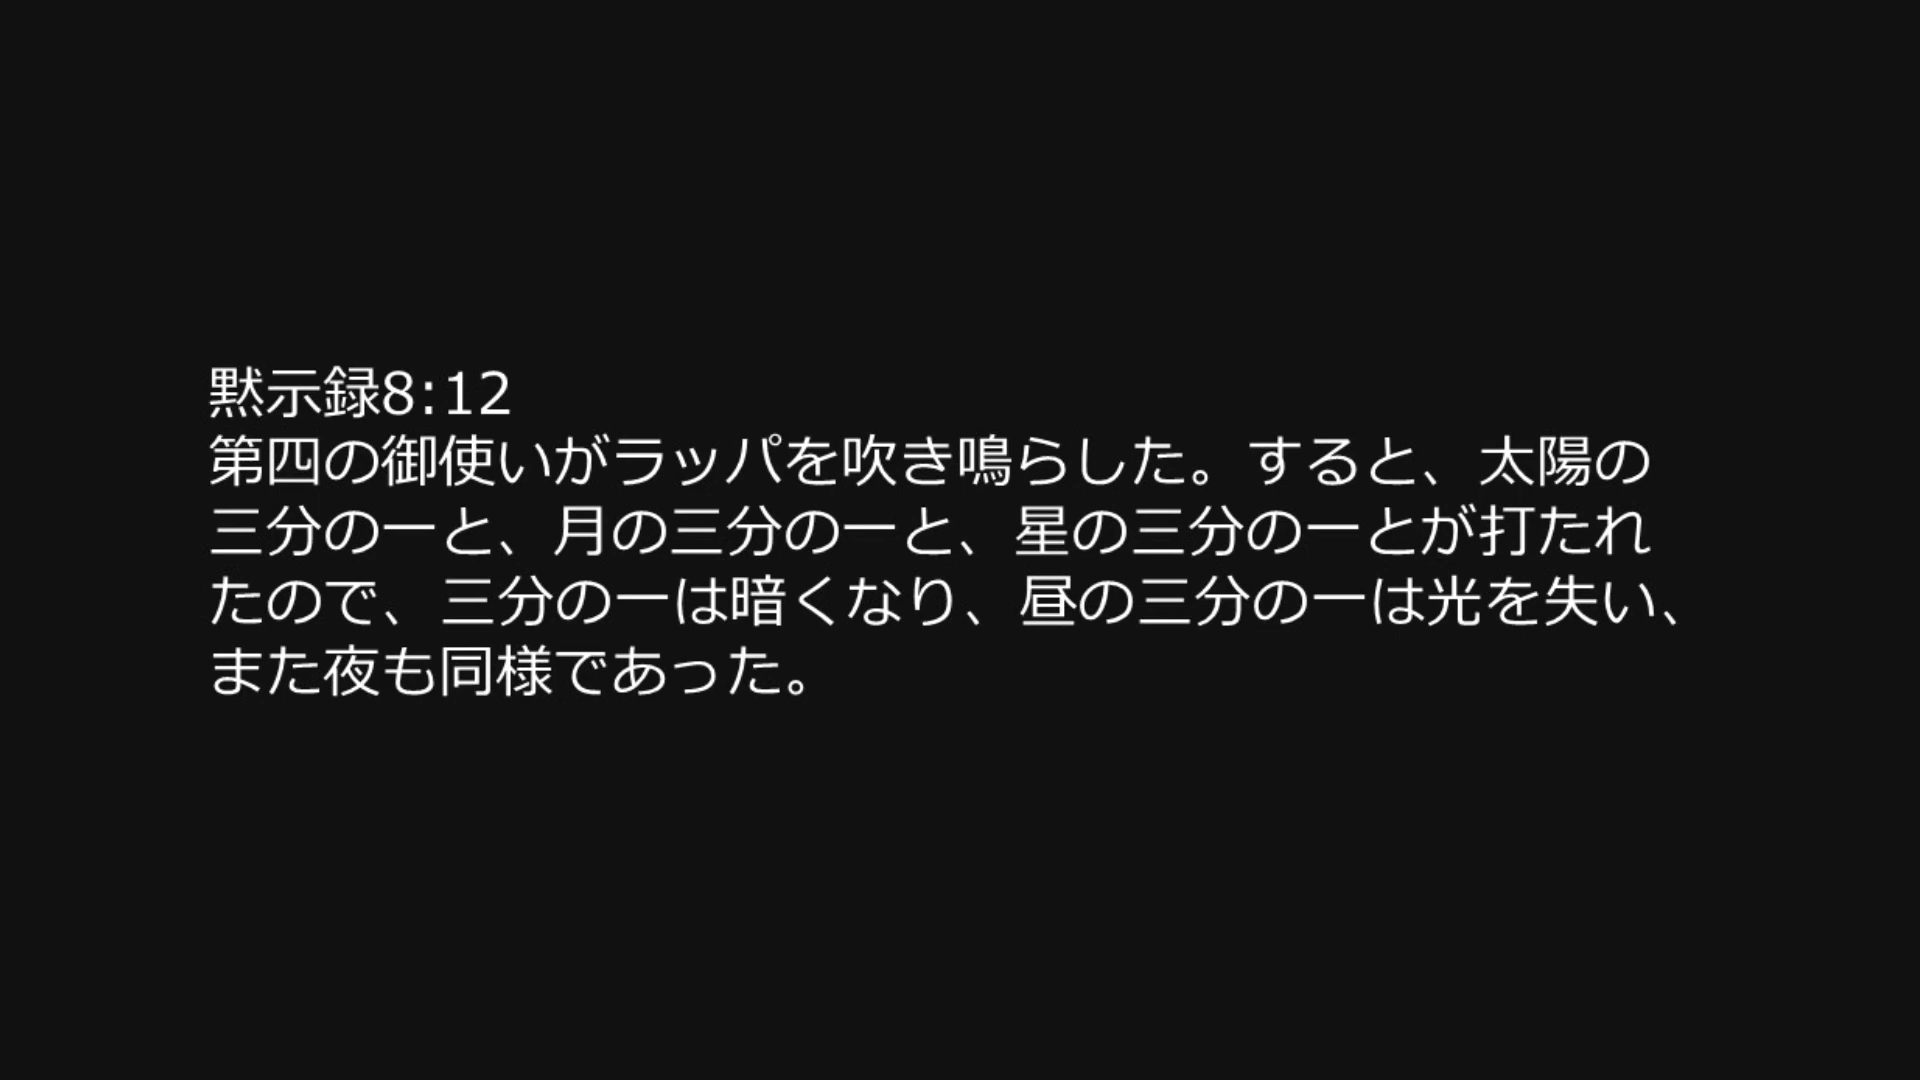 黙示録8:12
第四の御使いがラッパを吹き鳴らした。すると、太陽の
三分の一と、月の三分の一と、星の三分の一とが打たれ
たので、三分の一は暗くなり、昼の三分の一は光を失い、
また夜も同様であった。